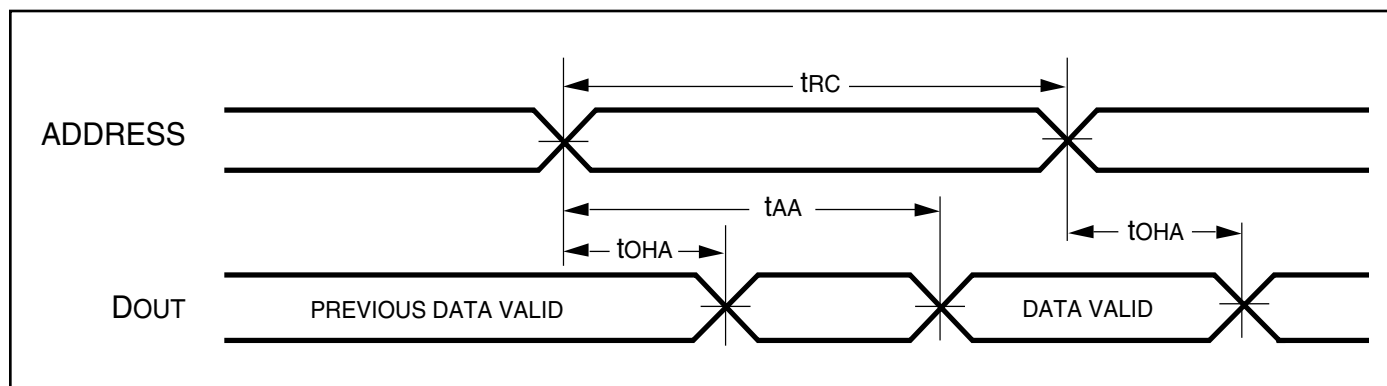 tRC
ADDRESS
tAA
tOHA
tOHA
DOUT
PREVIOUS DATA VALID
DATA VALID